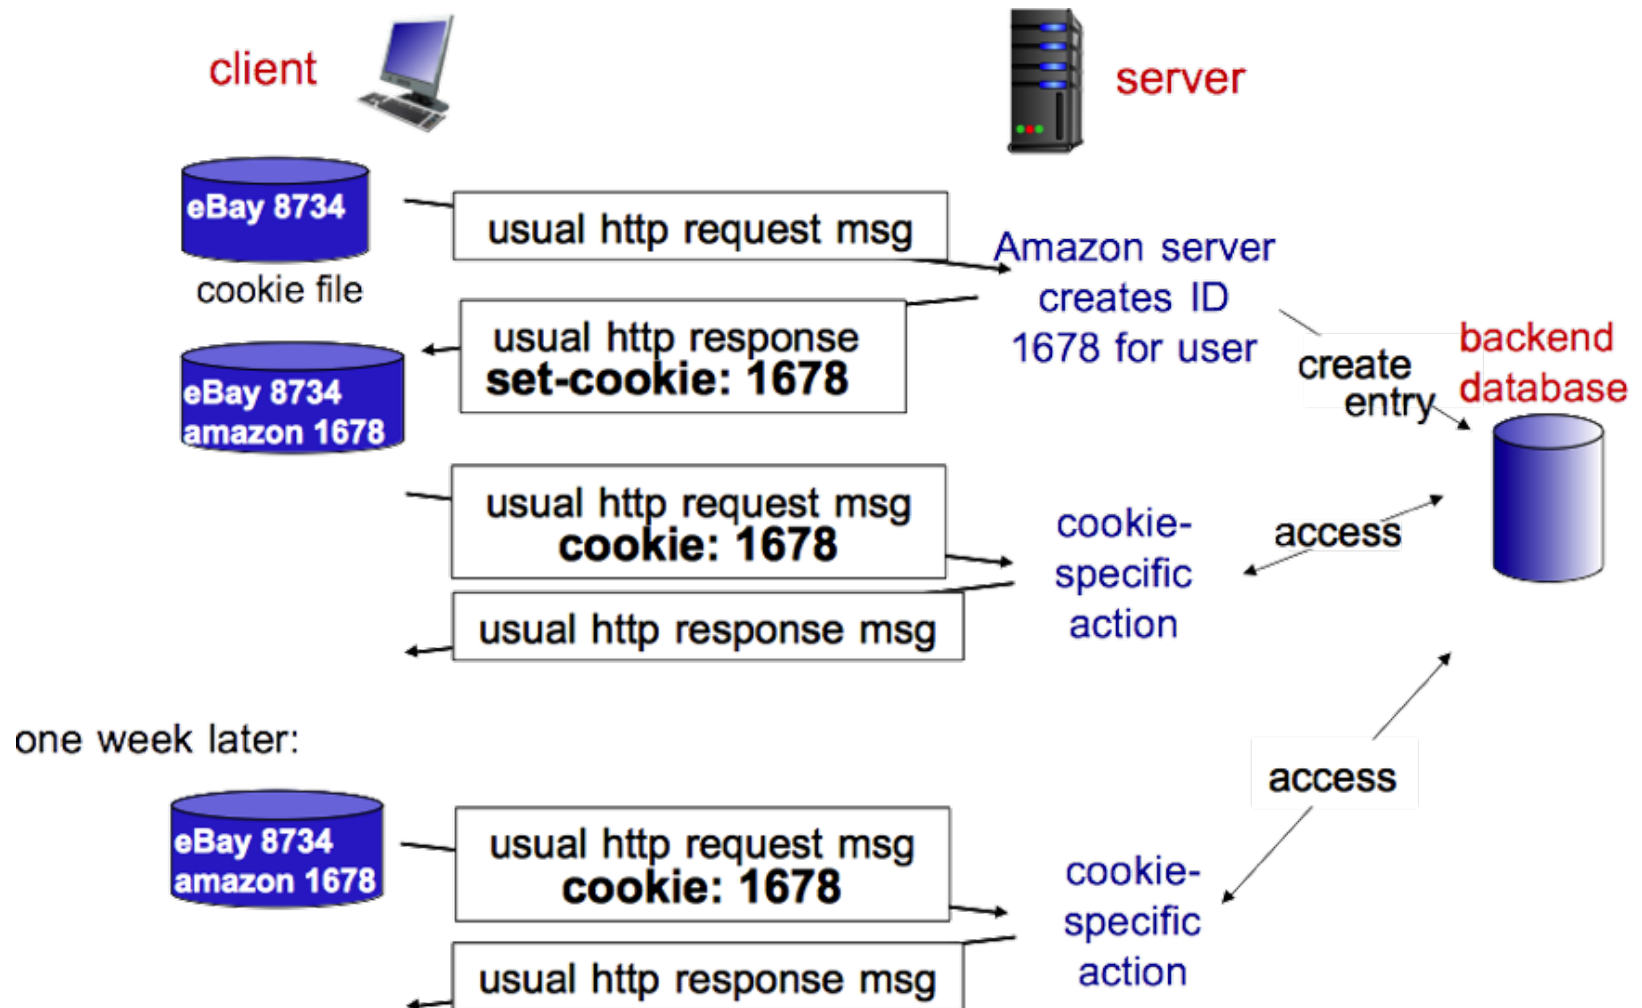 client
server
eBay 8734
cookie file
usual http request msg
Amazon server
creates ID
1678 for user
usual http response
set-cookie: 1678
create
entry
backend
database
eBay 8734
amazon 1678
usual http request msg
cookie: 1678
cookie-
specific
action
access
usual http response msg
one week later:
access
eBay 8734
amazon 1678
usual http request msg
cookie: 1678
cookie-
specific
action
usual http response msg